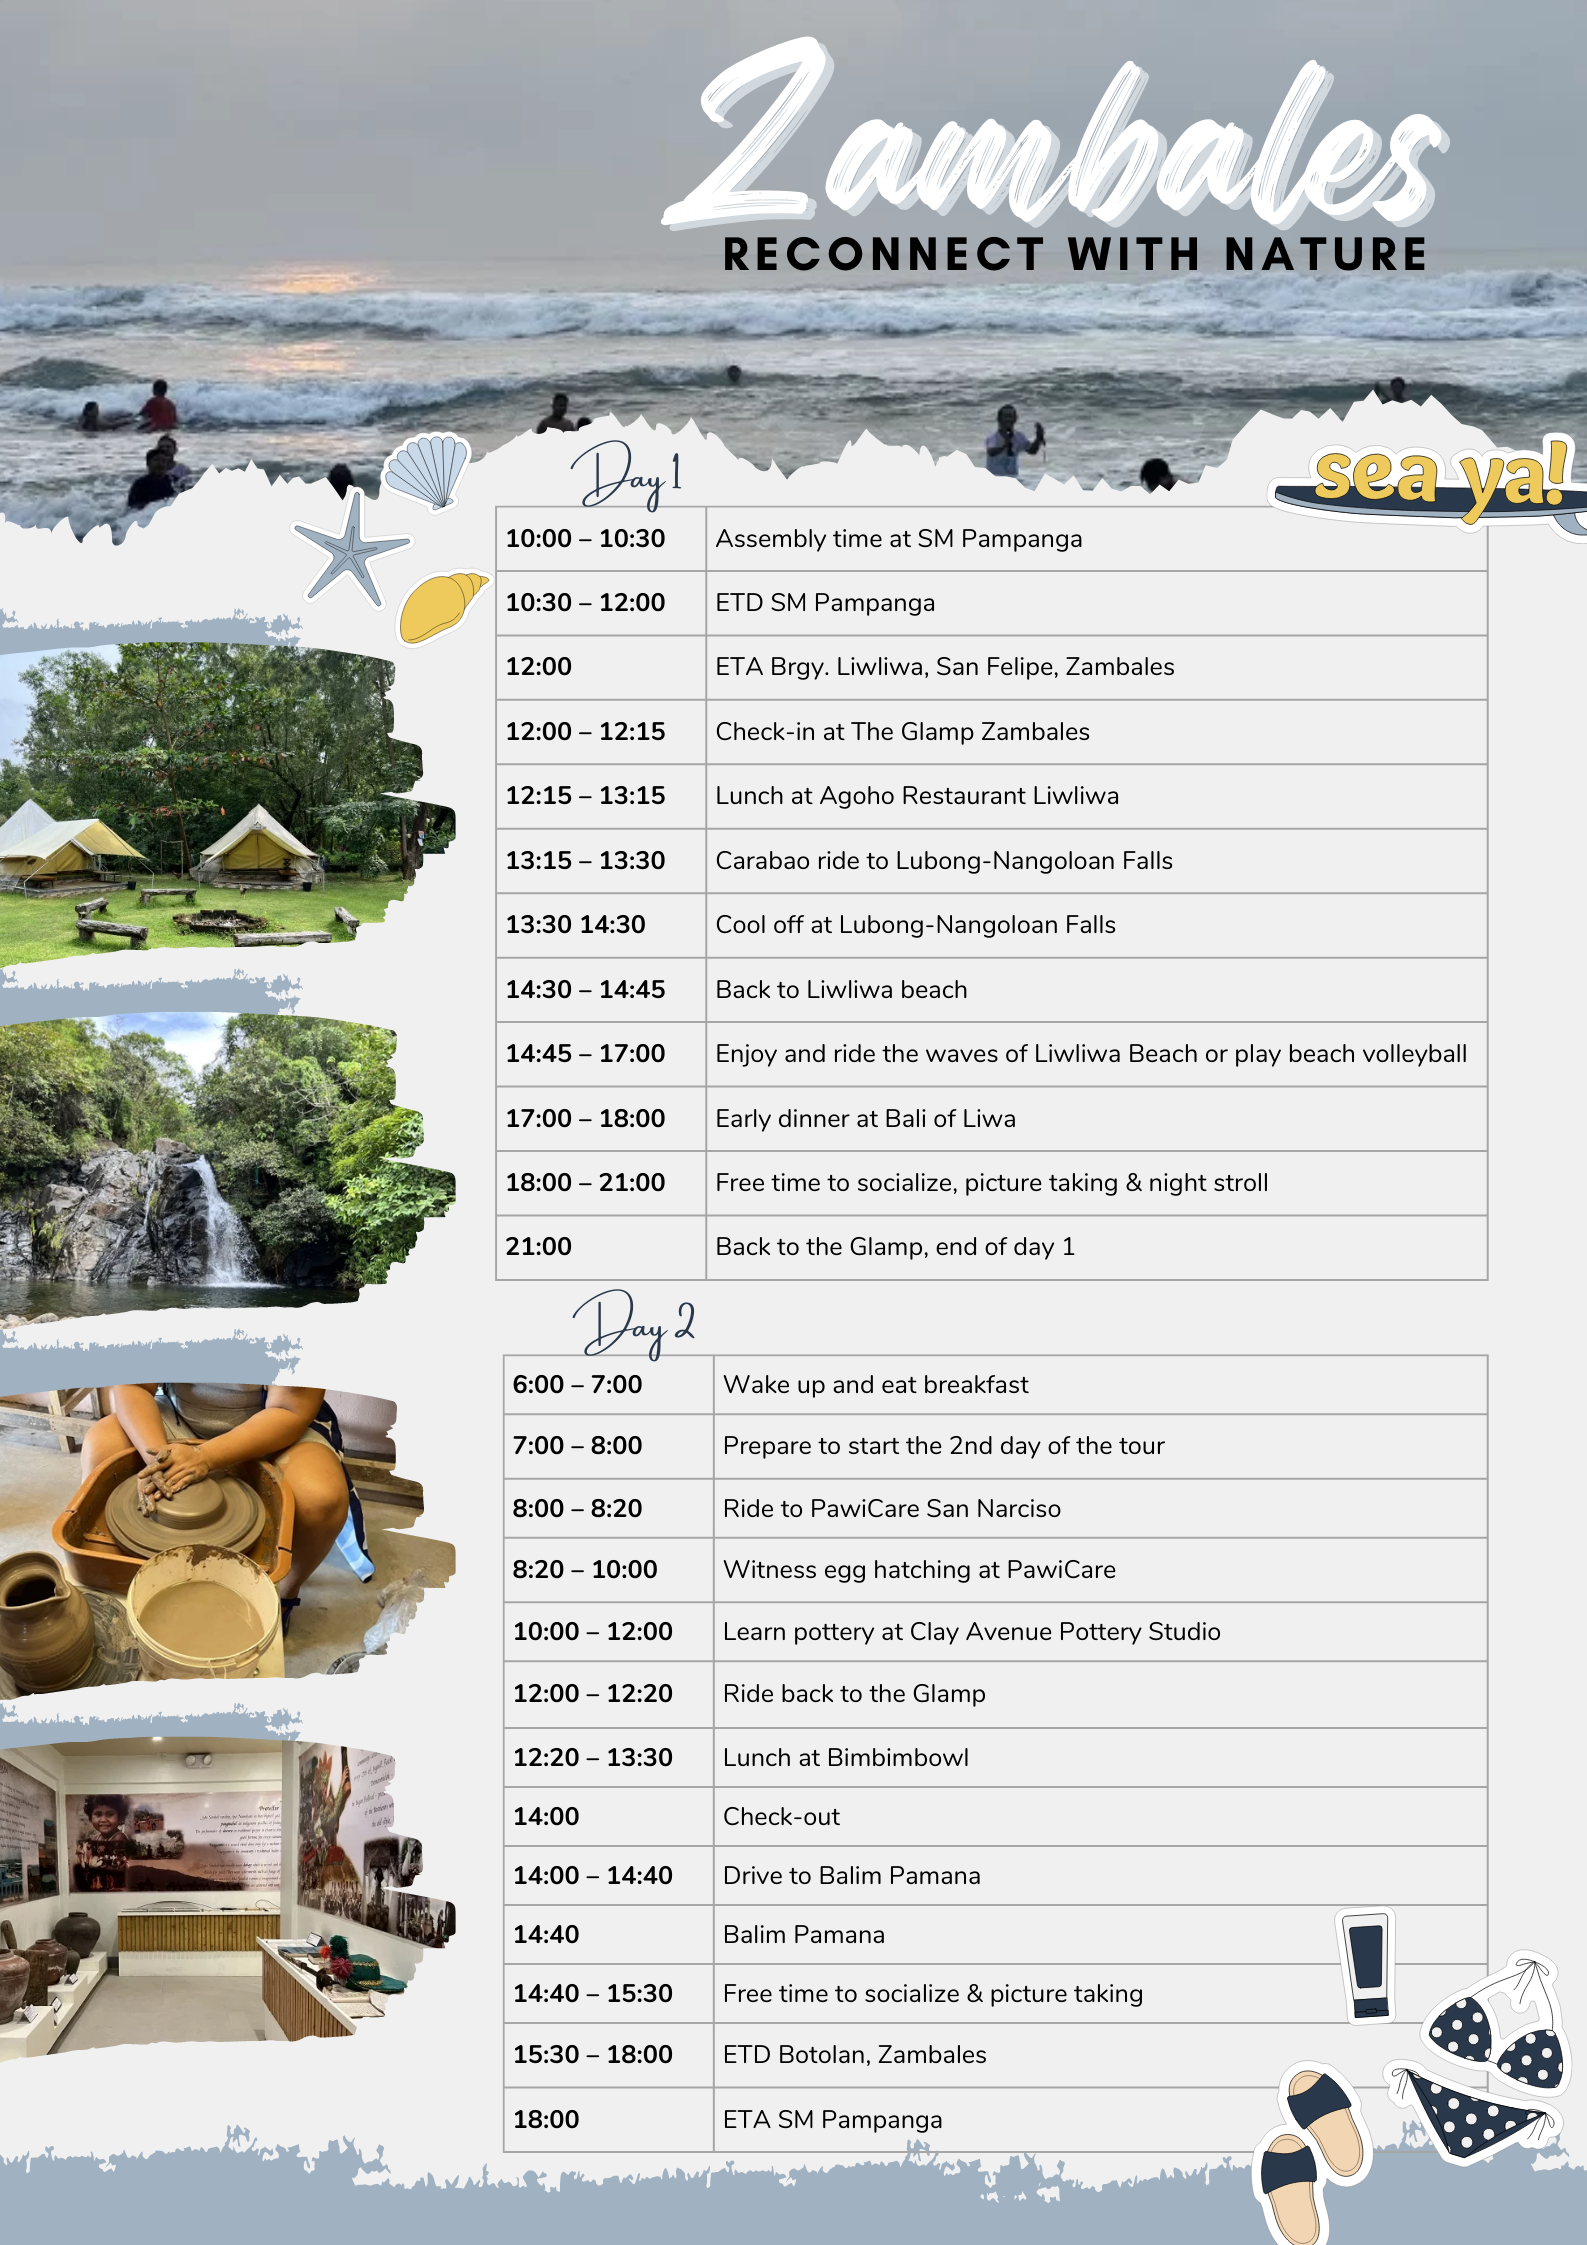 Zambales
RECONNECT WITH NATURE
sea ya!
Day 1
10:00 – 10:30 Assembly time at SM Pampanga
10:30 – 12:00 ETD SM Pampanga
12:00 ETA Brgy. Liwliwa, San Felipe, Zambales
12:00 – 12:15 Check-in at The Glamp Zambales
12:15 – 13:15 Lunch at Agoho Restaurant Liwliwa
13:15 – 13:30 Carabao ride to Lubong-Nangoloan Falls
13:30 14:30 Cool off at Lubong-Nangoloan Falls
14:30 – 14:45 Back to Liwliwa beach
14:45 – 17:00 Enjoy and ride the waves of Liwliwa Beach or play beach volleyball
17:00 – 18:00 Early dinner at Bali of Liwa
18:00 – 21:00 Free time to socialize, picture taking & night stroll
21:00 Back to the Glamp, end of day 1
Day 2
6:00 – 7:00 Wake up and eat breakfast
7:00 – 8:00 Prepare to start the 2nd day of the tour
8:00 – 8:20 Ride to PawiCare San Narciso
8:20 – 10:00 Witness egg hatching at PawiCare
10:00 – 12:00 Learn pottery at Clay Avenue Pottery Studio
12:00 – 12:20 Ride back to the Glamp
12:20 – 13:30 Lunch at Bimbimbowl
14:00 Check-out
14:00 – 14:40 Drive to Balim Pamana
14:40 Balim Pamana
14:40 – 15:30 Free time to socialize & picture taking
15:30 – 18:00 ETD Botolan, Zambales
18:00 ETA SM Pampanga